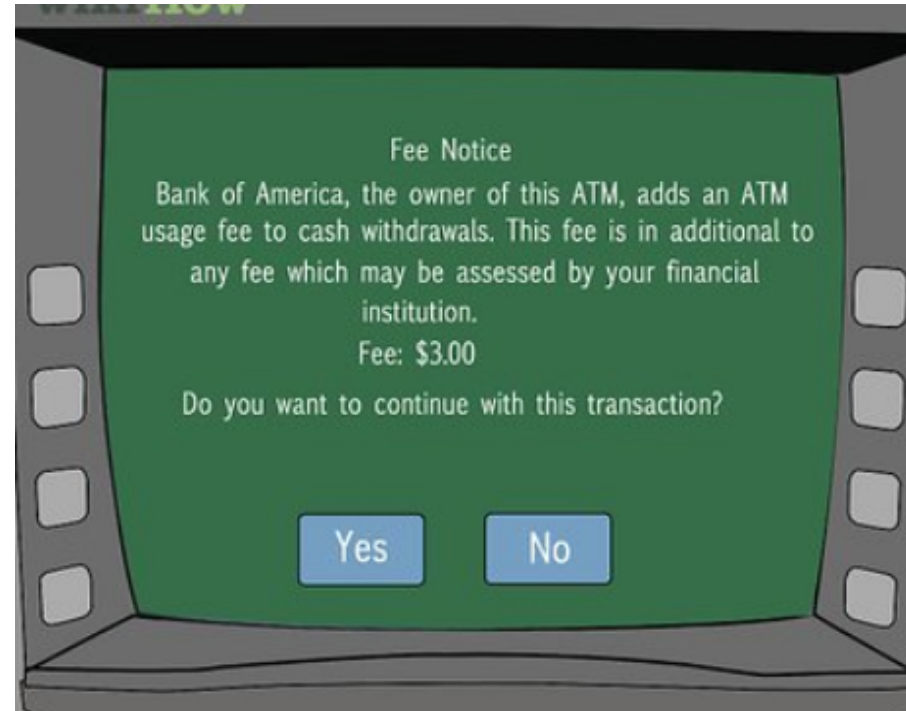 wikiHow
Fee Notice
Bank of America, the owner of this ATM, adds an ATM
usage fee to cash withdrawals. This fee is in additional to
any fee which may be assessed by your financial
institution.
Fee: $3.00
Do you want to continue with this transaction?
Yes No